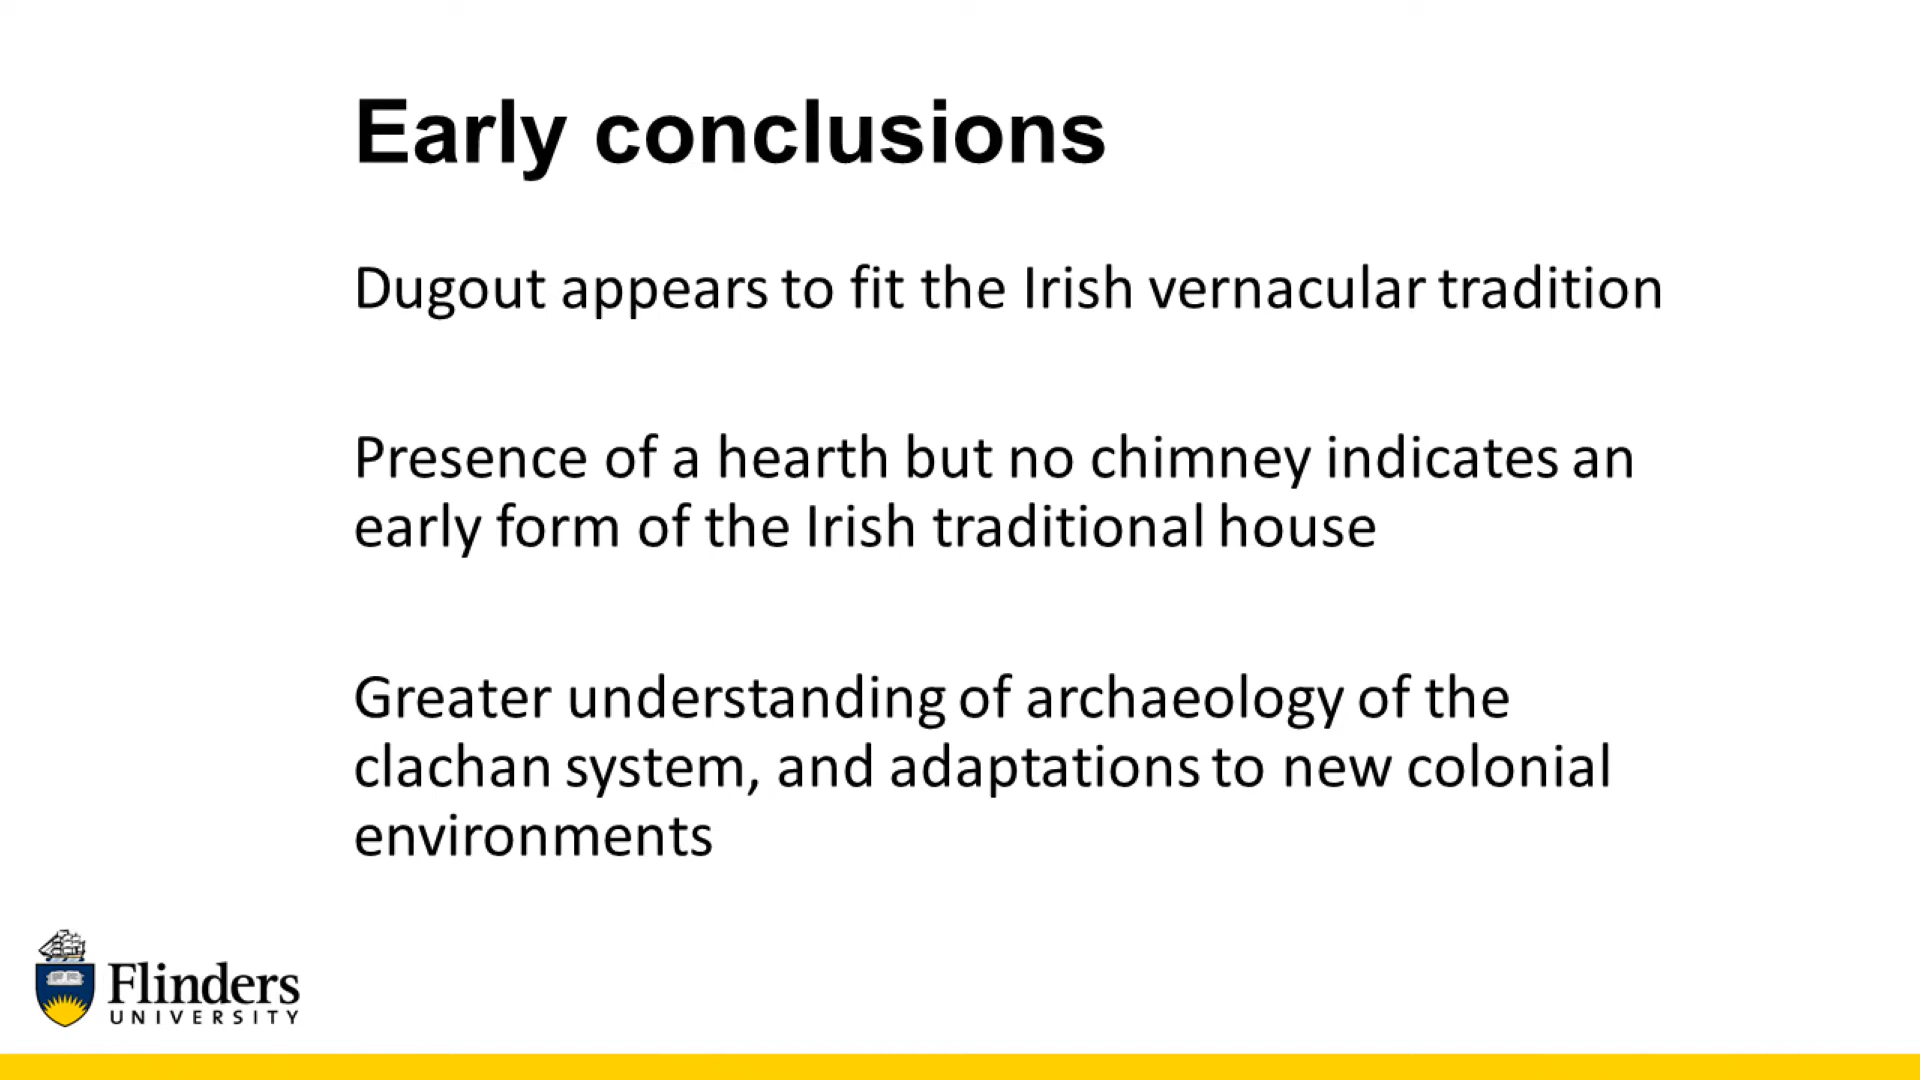 Early conclusions
Dugout appears to fit the Irish vernacular tradition
Presence of a hearth but no chimney indicates an
early form of the Irish traditional house
Greater understanding of archaeology of the
clachan system, and adaptations to new colonial
environments
Flinders
UNIVERSITY